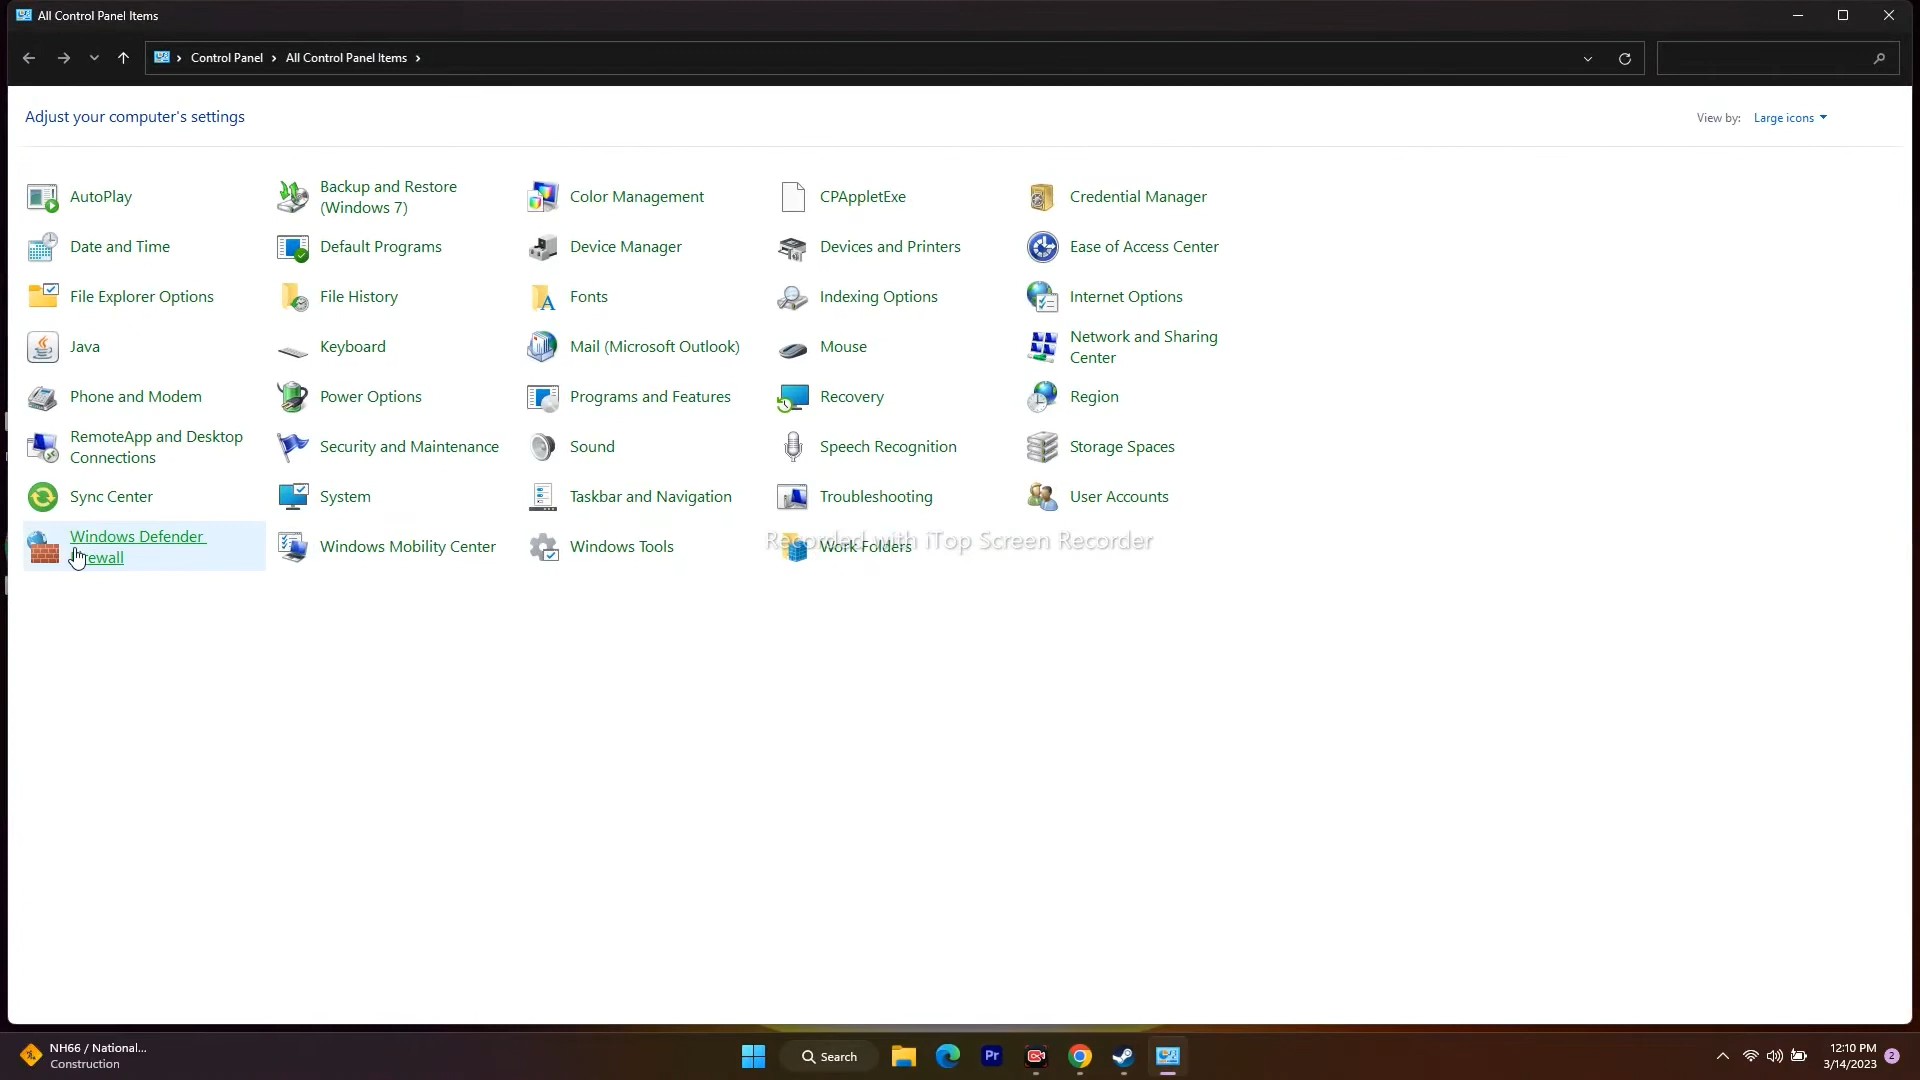 All Control Panel Items
Control Panel
All Control Panel Items
Adjust your computer's settings
View by:
Large icons
AutoPlay
Backup and Restore
(Windows 7)
Color Management
CPAppletExe
Credential Manager
Date and Time
Default Programs
Device Manager
Devices and Printers
Ease of Access Center
File Explorer Options
File History
Fonts
Indexing Options
Internet Options
Java
Keyboard
Mail (Microsoft Outlook)
Mouse
Network and Sharing
Center
Phone and Modem
Power Options
Programs and Features
Recovery
Region
RemoteApp and Desktop
Connections
Security and Maintenance
Sound
Speech Recognition
Storage Spaces
Sync Center
System
Taskbar and Navigation
Troubleshooting
User Accounts
Windows Defender
Firewall
Windows Mobility Center
Windows Tools
Work Folders
Recorded with iTop Screen Recorder
NH66 / National...
Construction
Search
Pr
12:10 PM
3/14/2023
2